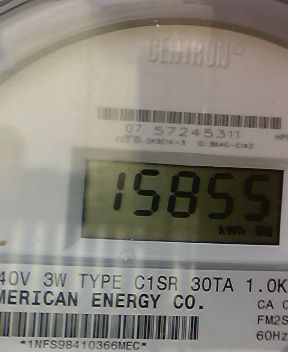 CENTRON
07 57245311
15855
kWh
40V 3W TYPE C1SR 30TA 1.0K
MERICAN ENERGY CO.
CA 0
FM2S
60Hz
*1NFS98410366MEC*